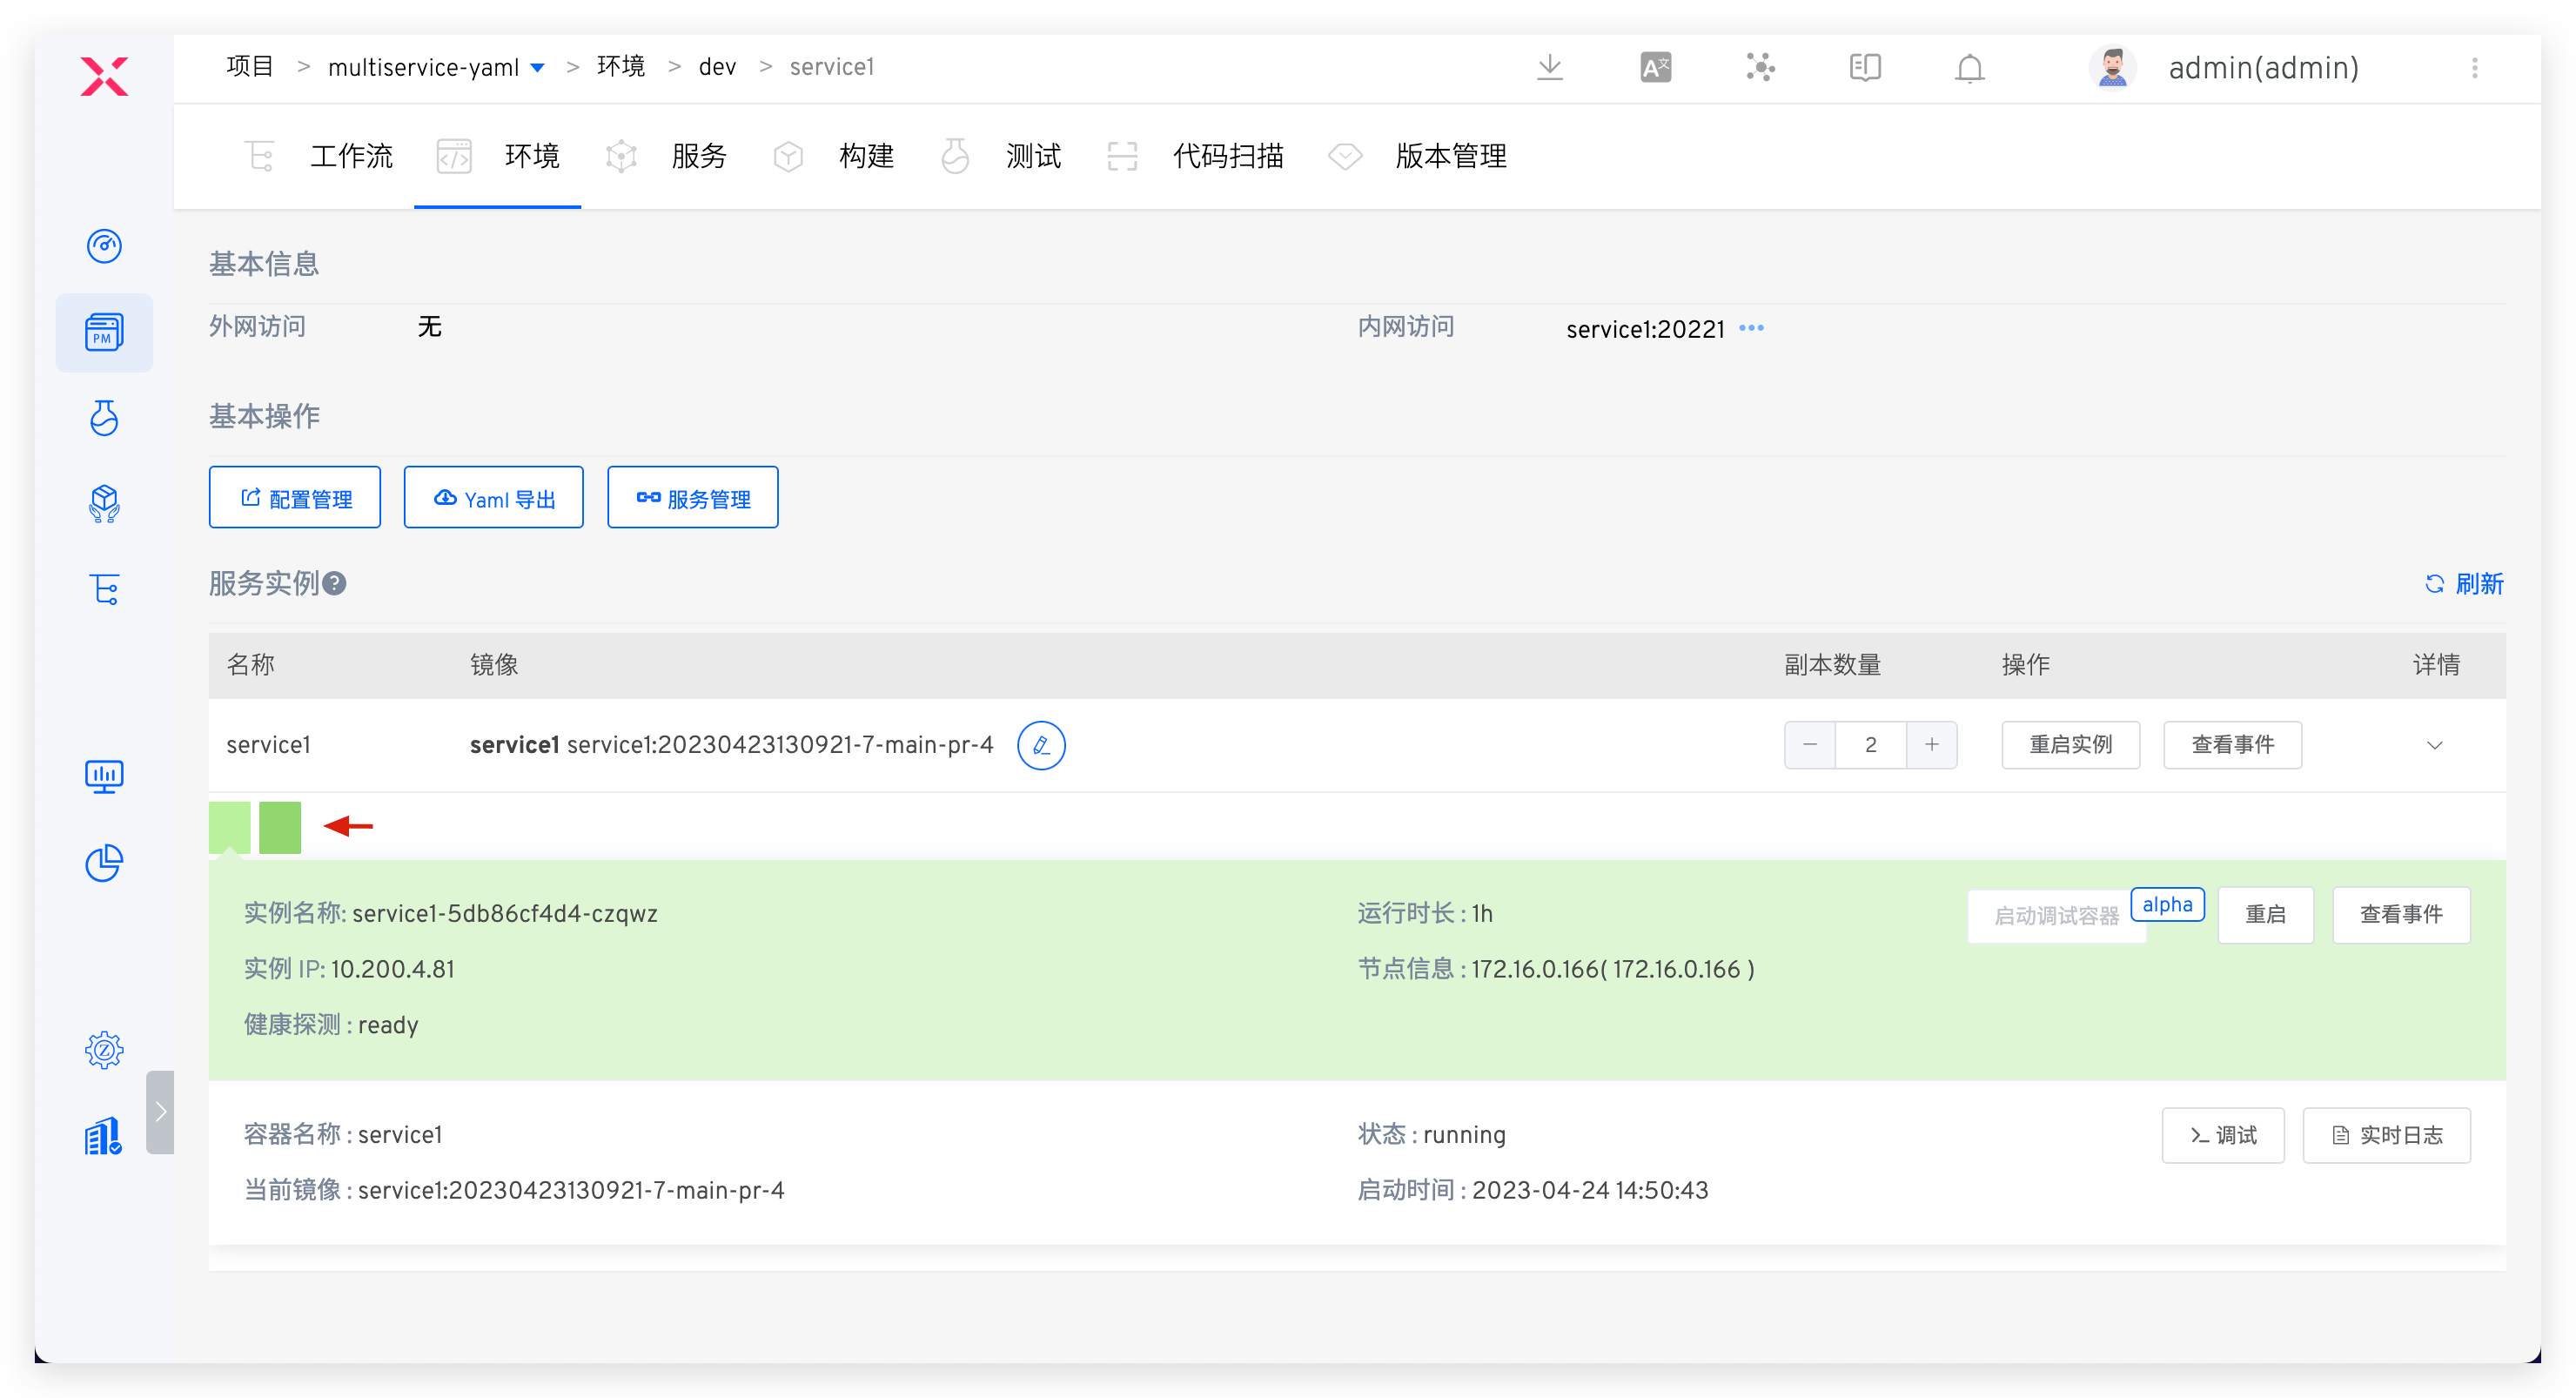 项目 > multiservice-yaml > 环境 > dev > service1
admin(admin)
工作流 环境 服务 构建 测试 代码扫描 版本管理
PM
基本信息
外网访问 无 内网访问 service1:20221
基本操作
配置管理 Yaml 导出 服务管理
服务实例 ? 刷新
名称 镜像 副本数量 操作 详情
service1 service1 service1:20230423130921-7-main-pr-4 − 2 + 重启实例 查看事件
实例名称: service1-5db86cf4d4-czqwz 运行时长 : 1h 启动调试容器 alpha 重启 查看事件
实例 IP: 10.200.4.81 节点信息 : 172.16.0.166( 172.16.0.166 )
健康探测 : ready
容器名称 : service1 状态 : running >_ 调试 实时日志
当前镜像 : service1:20230423130921-7-main-pr-4 启动时间 : 2023-04-24 14:50:43